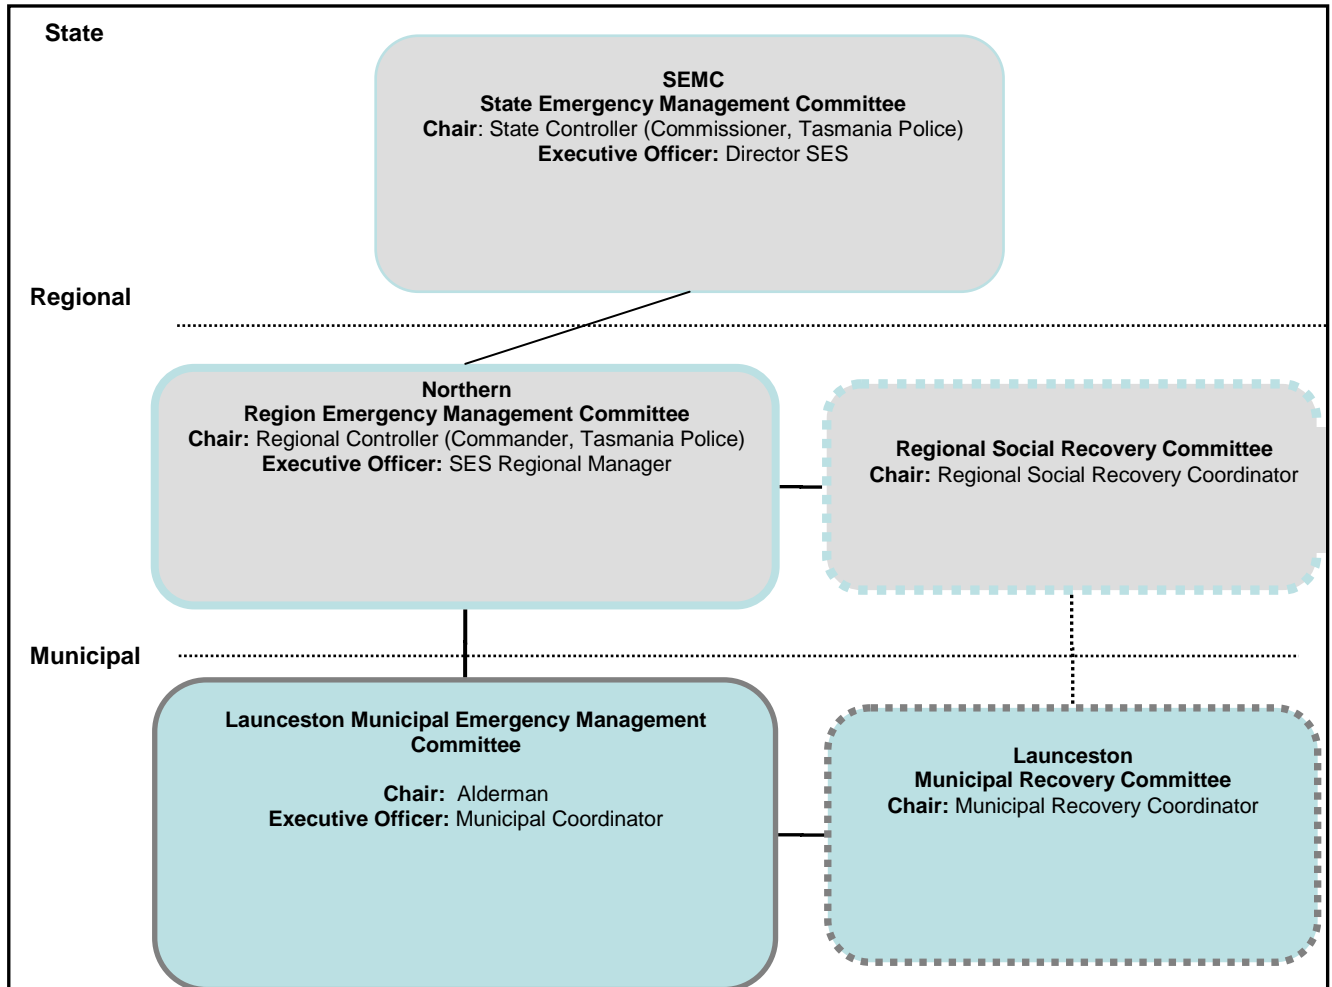 State
SEMC
State Emergency Management Committee
Chair: State Controller (Commissioner, Tasmania Police)
Executive Officer: Director SES
Regional
Northern
Region Emergency Management Committee
Chair: Regional Controller (Commander, Tasmania Police)
Executive Officer: SES Regional Manager
Regional Social Recovery Committee
Chair: Regional Social Recovery Coordinator
Municipal
Launceston Municipal Emergency Management
Committee
Chair: Alderman
Executive Officer: Municipal Coordinator
Launceston
Municipal Recovery Committee
Chair: Municipal Recovery Coordinator